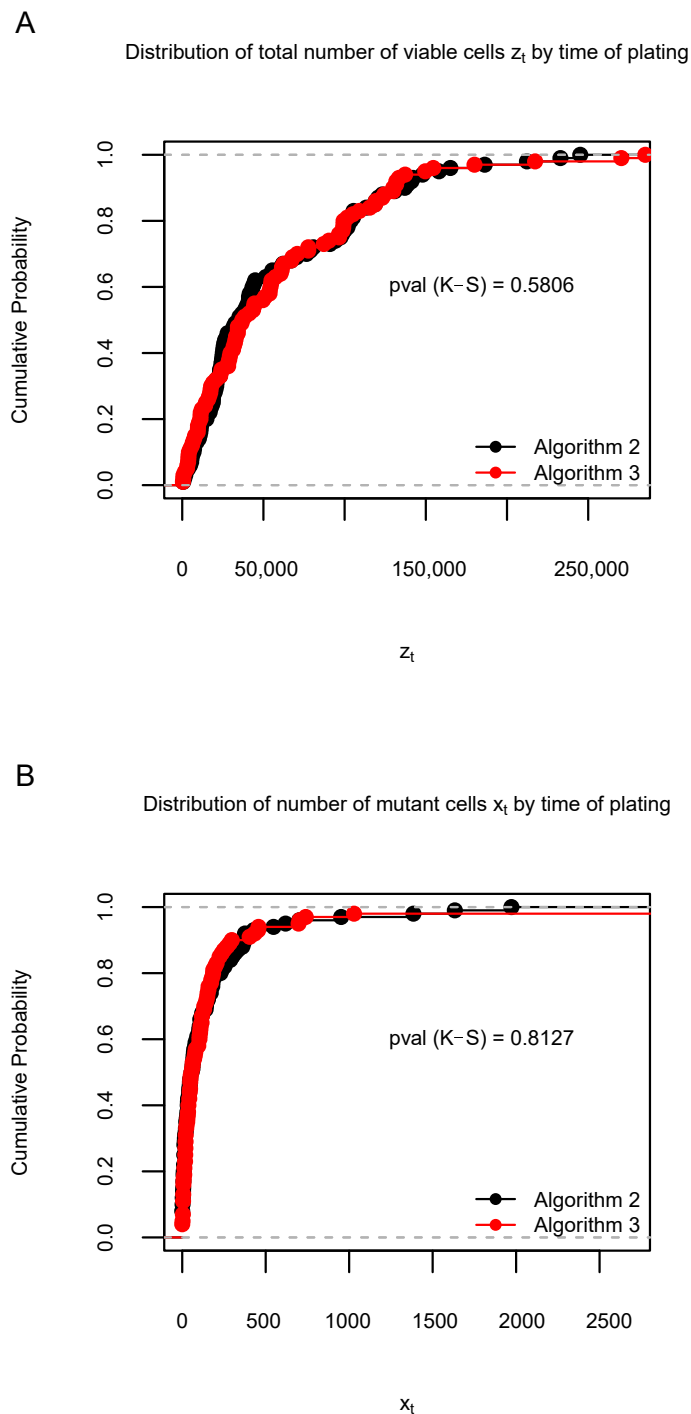 A
Distribution of total number of viable cells zt by time of plating
Cumulative Probability
1.0
0.8
0.6
0.4
0.2
0.0
pval (K−S) = 0.5806
Algorithm 2
Algorithm 3
0 50,000 150,000 250,000
zt
B
Distribution of number of mutant cells xt by time of plating
Cumulative Probability
1.0
0.8
0.6
0.4
0.2
0.0
pval (K−S) = 0.8127
Algorithm 2
Algorithm 3
0 500 1000 1500 2000 2500
xt